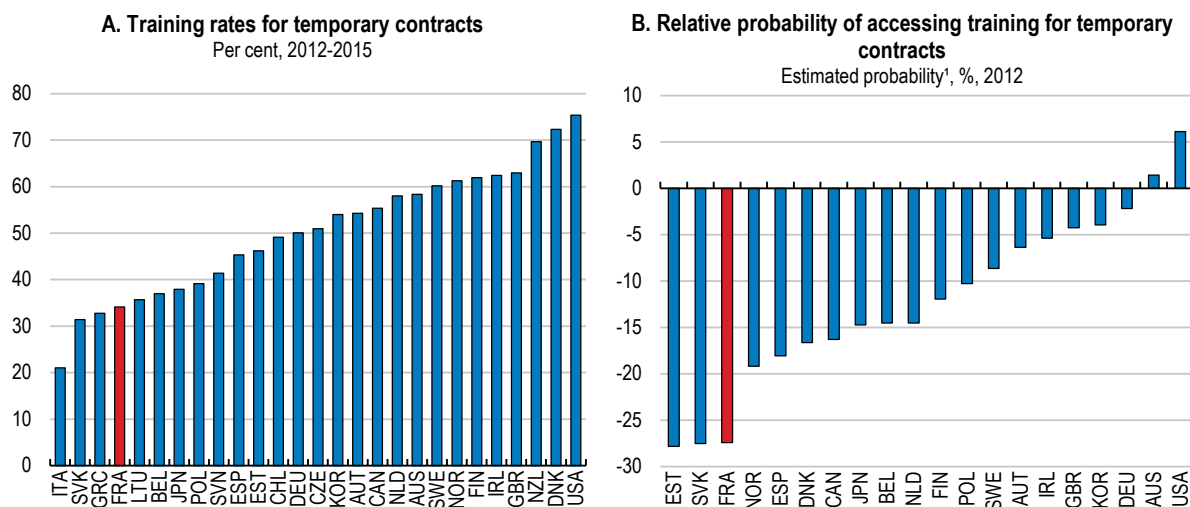 A. Training rates for temporary contracts
Per cent, 2012-2015
80
70
60
50
40
30
20
10
0
ITA
SVK
GRC
FRA
LTU
BEL
JPN
POL
SVN
ESP
EST
CHL
DEU
CZE
KOR
AUT
CAN
NLD
AUS
SWE
NOR
FIN
IRL
GBR
NZL
DNK
USA
B. Relative probability of accessing training for temporary
contracts
Estimated probability¹, %, 2012
10
5
0
-5
-10
-15
-20
-25
-30
EST
SVK
FRA
NOR
ESP
DNK
CAN
JPN
BEL
NLD
FIN
POL
SWE
AUT
IRL
GBR
KOR
DEU
AUS
USA